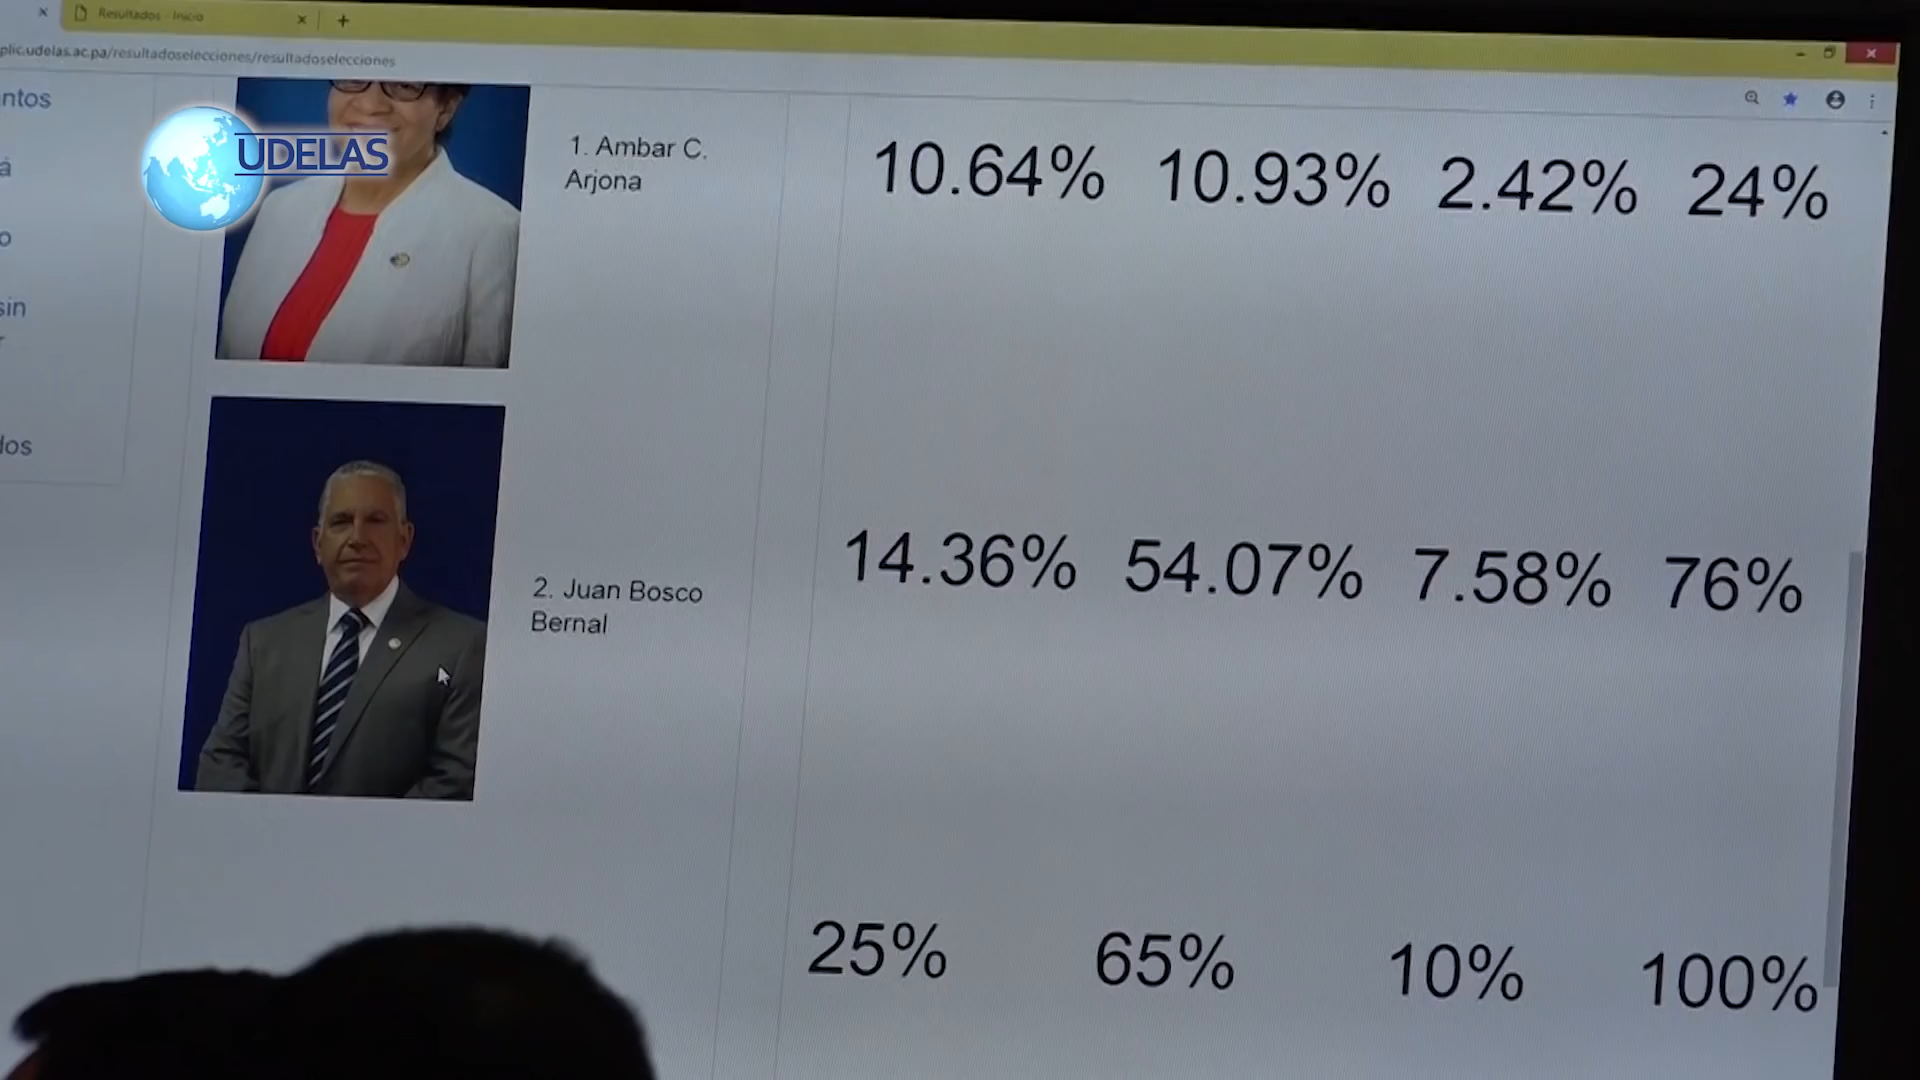 Resultados - Inicio
plic.udelas.ac.pa/resultadoselecciones/resultadoselecciones
ntos
á
o
sin
r
dos
UDELAS
1. Ambar C.
Arjona
10.64% 10.93% 2.42% 24%
2. Juan Bosco
Bernal
14.36% 54.07% 7.58% 76%
25% 65% 10% 100%